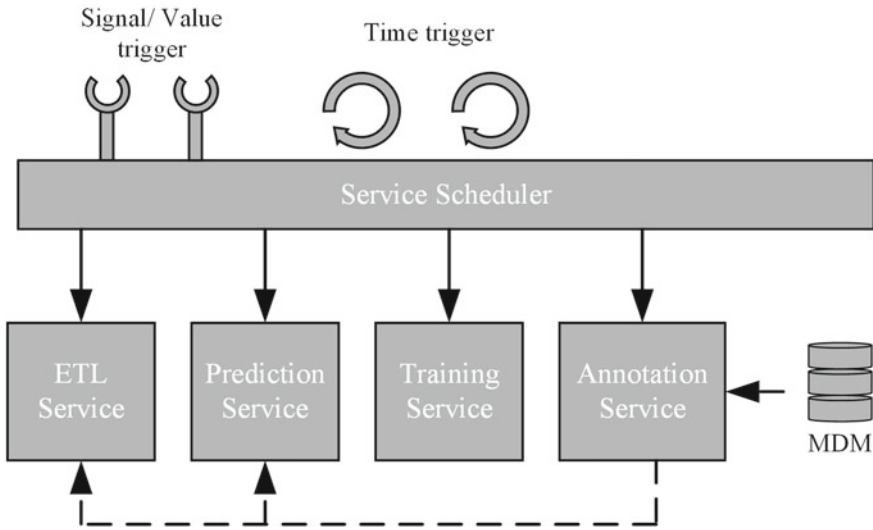 Signal/ Value
trigger
Time trigger
Service Scheduler
ETL
Service
Prediction
Service
Training
Service
Annotation
Service
MDM